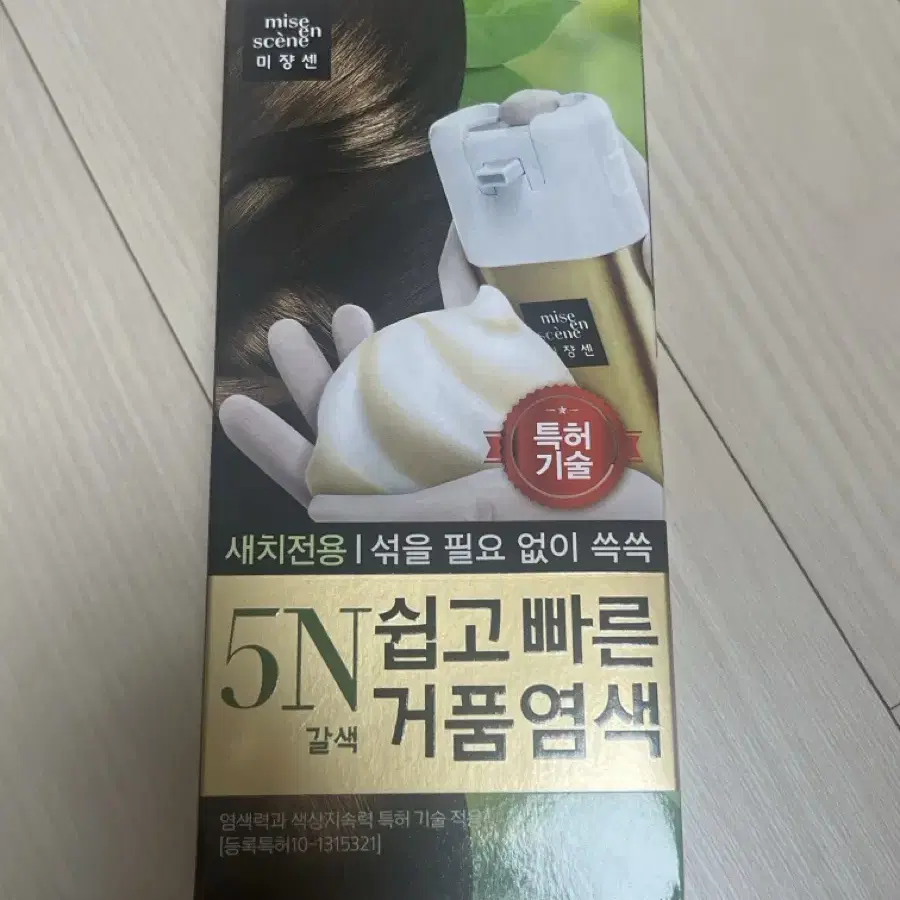 mise
en
scène
미쟝센
mise
en
scène
쟝센
특허
기술
새치전용 | 섞을 필요 없이 쓱쓱
5N
갈색
쉽고 빠른
거품염색
염색력과 색상지속력 특허 기술 적용
[등록특허10-1315321]